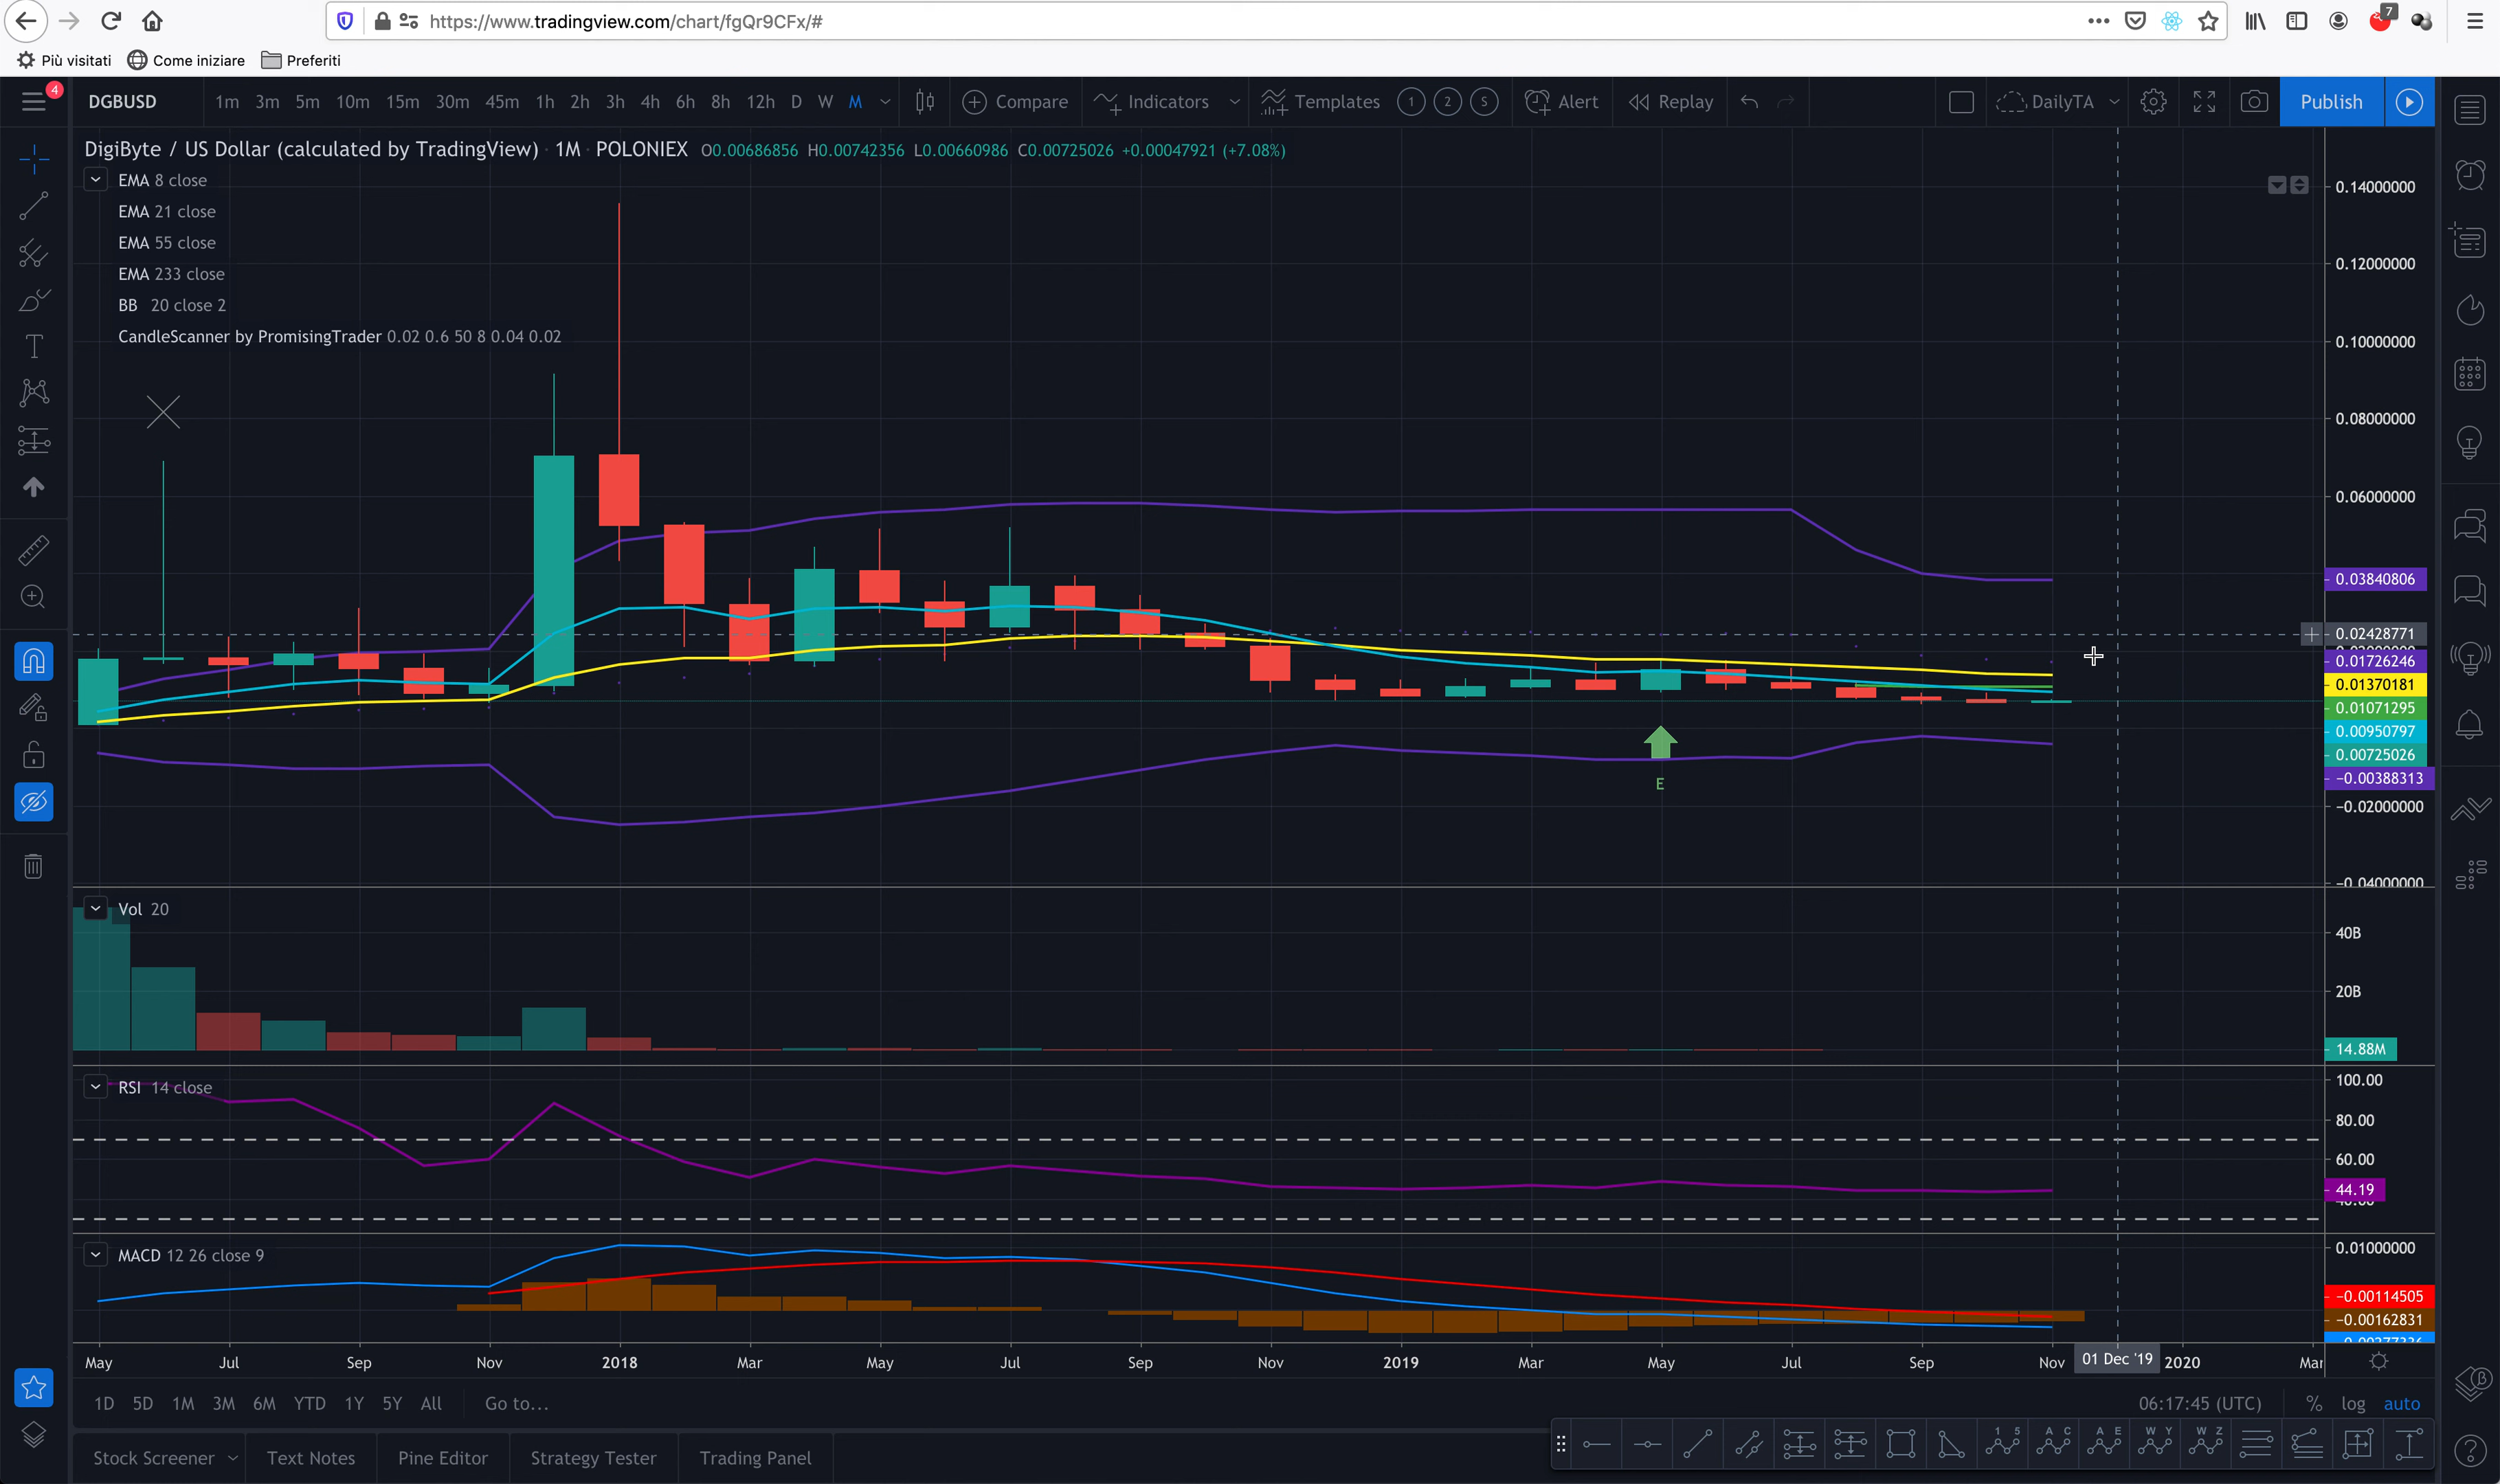 https://www.tradingview.com/chart/fgQr9CFx/#
7
Più visitati Come iniziare Preferiti
4
DGBUSD 1m 3m 5m 10m 15m 30m 45m 1h 2h 3h 4h 6h 8h 12h D W M Compare Indicators Templates 1 2 S Alert Replay DailyTA Publish
DigiByte / US Dollar (calculated by TradingView) · 1M · POLONIEX O0.00686856 H0.00742356 L0.00660986 C0.00725026 +0.00047921 (+7.08%)
EMA 8 close
EMA 21 close
EMA 55 close
EMA 233 close
BB 20 close 2
CandleScanner by PromisingTrader 0.02 0.6 50 8 0.04 0.02
0.14000000
0.12000000
0.10000000
0.08000000
0.06000000
0.03840806
0.02428771
0.01726246
0.01370181
0.01071295
0.00950797
0.00725026
−0.00388313
−0.02000000
−0.04000000
E
Vol 20
40B
20B
14.88M
RSI 14 close
100.00
80.00
60.00
44.19
MACD 12 26 close 9
0.01000000
−0.00114505
−0.00162831
May Jul Sep Nov 2018 Mar May Jul Sep Nov 2019 Mar May Jul Sep Nov 01 Dec '19 2020 Mar
1D 5D 1M 3M 6M YTD 1Y 5Y All Go to... 06:17:45 (UTC) % log auto
Stock Screener Text Notes Pine Editor Strategy Tester Trading Panel
1 5 A C A E W Y W Z